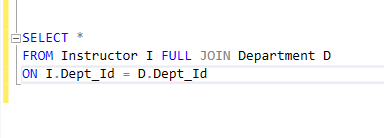 SELECT *
FROM Instructor I FULL JOIN Department D
ON I.Dept_Id = D.Dept_Id